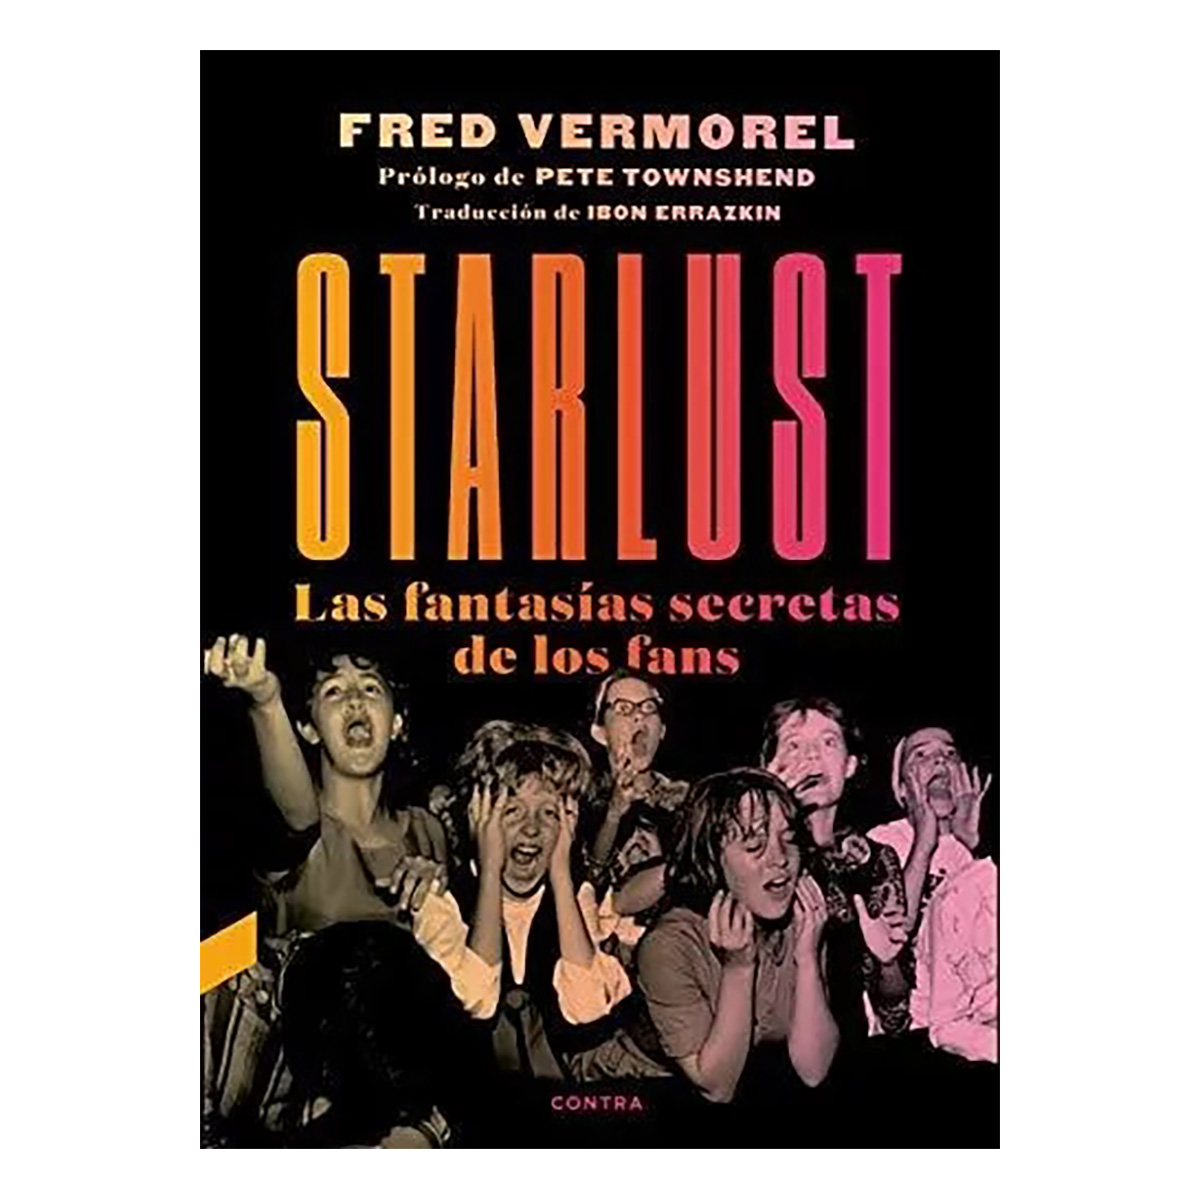 FRED VERMOREL
Prólogo de PETE TOWNSHEND
Traducción de IBON ERRAZKIN
STARLUST
Las fantasías secretas
de los fans
CONTRA